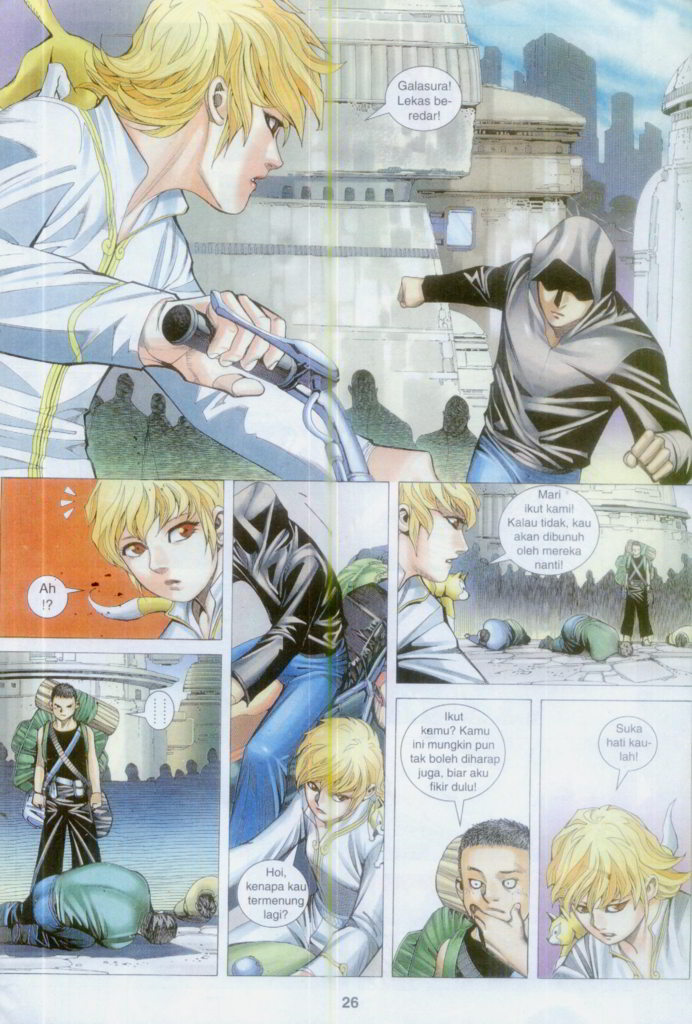 Galasura!
Lekas be-
redar!
Ah
!?
Mari
ikut kami!
Kalau tidak, kau
akan dibunuh
oleh mereka
nanti!
..........
Hoi,
kenapa kau
termenung
lagi?
Ikut
kamu? Kamu
ini mungkin pun
tak boleh diharap
juga, biar aku
fikir dulu!
Suka
hati kau-
lah!
26